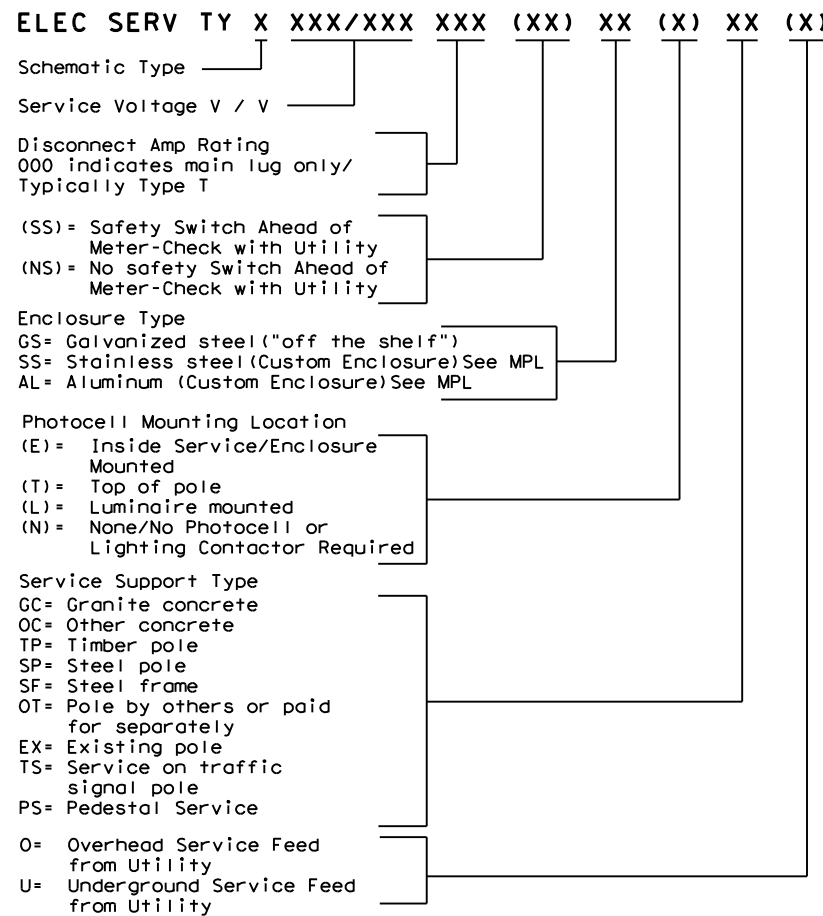 ELEC SERV TY X XXX/XXX XXX (XX) XX (X) XX (X)
Schematic Type
Service Voltage V / V
Disconnect Amp Rating
000 indicates main lug only/
Typically Type T
(SS)= Safety Switch Ahead of
Meter-Check with Utility
(NS)= No safety Switch Ahead of
Meter-Check with Utility
Enclosure Type
GS= Galvanized steel("off the shelf")
SS= Stainless steel(Custom Enclosure)See MPL
AL= Aluminum (Custom Enclosure)See MPL
Photocell Mounting Location
(E)= Inside Service/Enclosure
Mounted
(T)= Top of pole
(L)= Luminaire mounted
(N)= None/No Photocell or
Lighting Contactor Required
Service Support Type
GC= Granite concrete
OC= Other concrete
TP= Timber pole
SP= Steel pole
SF= Steel frame
OT= Pole by others or paid
for separately
EX= Existing pole
TS= Service on traffic
signal pole
PS= Pedestal Service
O= Overhead Service Feed
from Utility
U= Underground Service Feed
from Utility